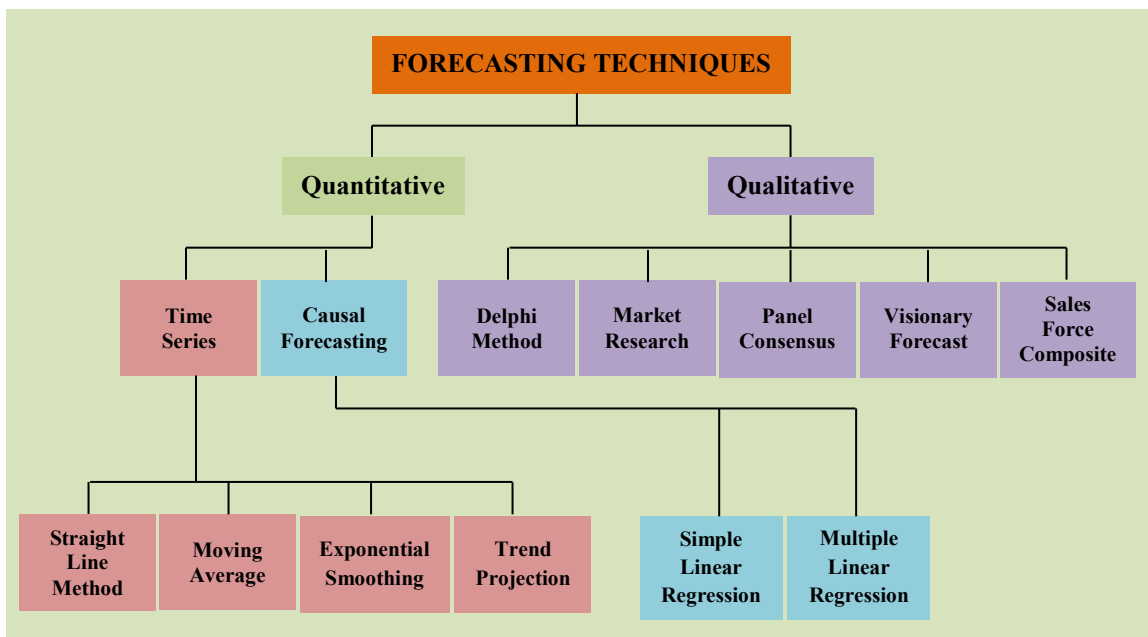 FORECASTING TECHNIQUES
Quantitative
Qualitative
Time
Series
Causal
Forecasting
Delphi
Method
Market
Research
Panel
Consensus
Visionary
Forecast
Sales
Force
Composite
Straight
Line
Method
Moving
Average
Exponential
Smoothing
Trend
Projection
Simple
Linear
Regression
Multiple
Linear
Regression